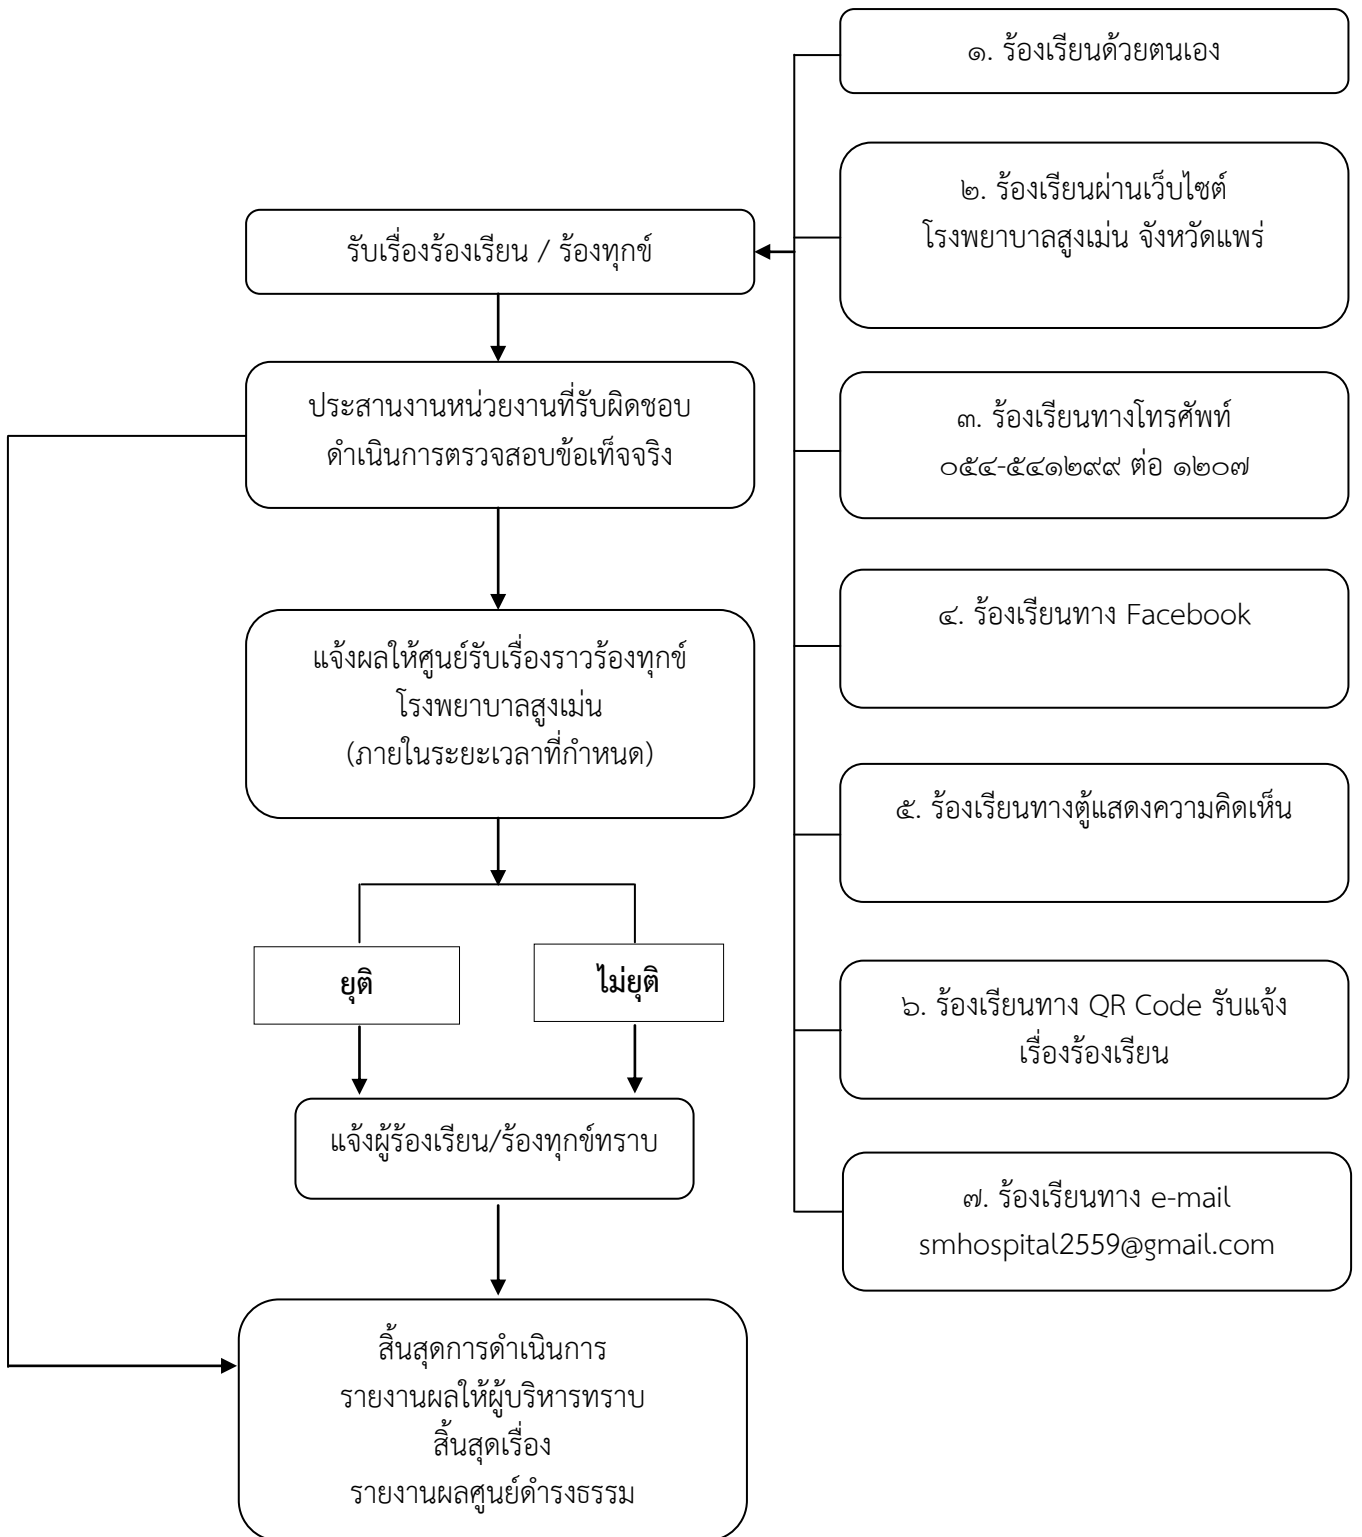 ๑. ร้องเรียนด้วยตนเอง
๒. ร้องเรียนผ่านเว็บไซต์
โรงพยาบาลสูงเม่น จังหวัดแพร่
รับเรื่องร้องเรียน / ร้องทุกข์
ประสานงานหน่วยงานที่รับผิดชอบ
ดำเนินการตรวจสอบข้อเท็จจริง
๓. ร้องเรียนทางโทรศัพท์
๐๕๔-๕๔๑๒๙๙ ต่อ ๑๒๐๗
๔. ร้องเรียนทาง Facebook
แจ้งผลให้ศูนย์รับเรื่องราวร้องทุกข์
โรงพยาบาลสูงเม่น
(ภายในระยะเวลาที่กำหนด)
๕. ร้องเรียนทางตู้แสดงความคิดเห็น
ยุติ
ไม่ยุติ
๖. ร้องเรียนทาง QR Code รับแจ้ง
เรื่องร้องเรียน
แจ้งผู้ร้องเรียน/ร้องทุกข์ทราบ
๗. ร้องเรียนทาง e-mail
smhospital2559@gmail.com
สิ้นสุดการดำเนินการ
รายงานผลให้ผู้บริหารทราบ
สิ้นสุดเรื่อง
รายงานผลศูนย์ดำรงธรรม